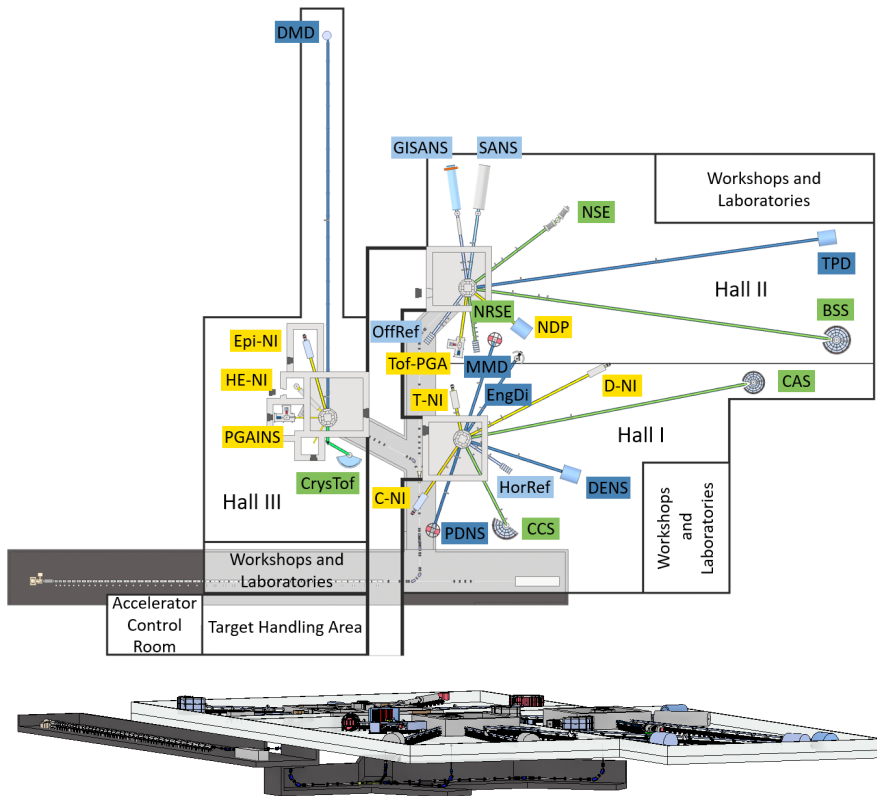 DMD
GISANS
SANS
Workshops and
Laboratories
NSE
TPD
Hall II
NRSE
BSS
OffRef
NDP
Epi-NI
Tof-PGA
MMD
HE-NI
EngDi
D-NI
CAS
T-NI
PGAINS
Hall I
CrysTof
HorRef
DENS
C-NI
Hall III
PDNS
CCS
Workshops
and
Laboratories
Workshops and
Laboratories
Accelerator
Control
Room
Target Handling Area